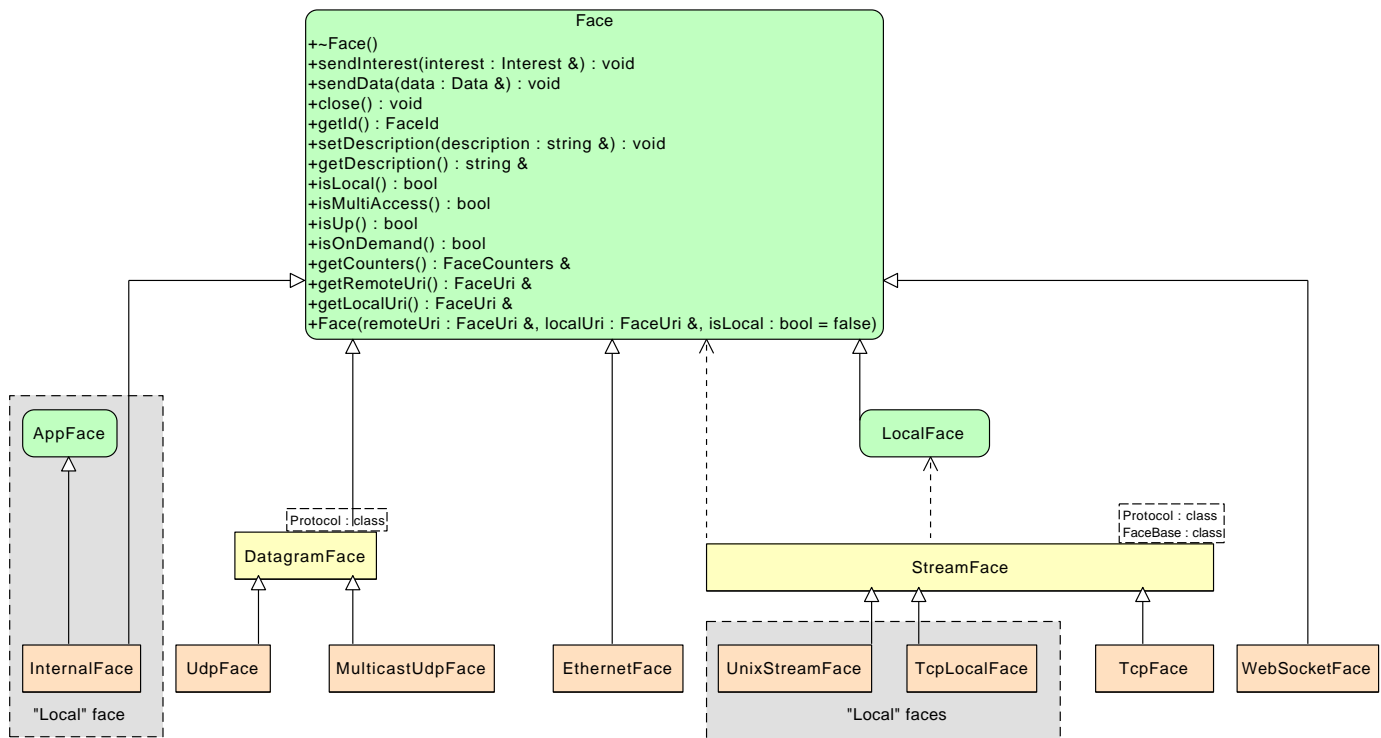 Face
+~Face()
+sendInterest(interest : Interest &) : void
+sendData(data : Data &) : void
+close() : void
+getId() : FaceId
+setDescription(description : string &) : void
+getDescription() : string &
+isLocal() : bool
+isMultiAccess() : bool
+isUp() : bool
+isOnDemand() : bool
+getCounters() : FaceCounters &
+getRemoteUri() : FaceUri &
+getLocalUri() : FaceUri &
+Face(remoteUri : FaceUri &, localUri : FaceUri &, isLocal : bool = false)
AppFace
LocalFace
Protocol : class
DatagramFace
Protocol : class
FaceBase : class
StreamFace
InternalFace
UdpFace
MulticastUdpFace
EthernetFace
UnixStreamFace
TcpLocalFace
TcpFace
WebSocketFace
"Local" face
"Local" faces